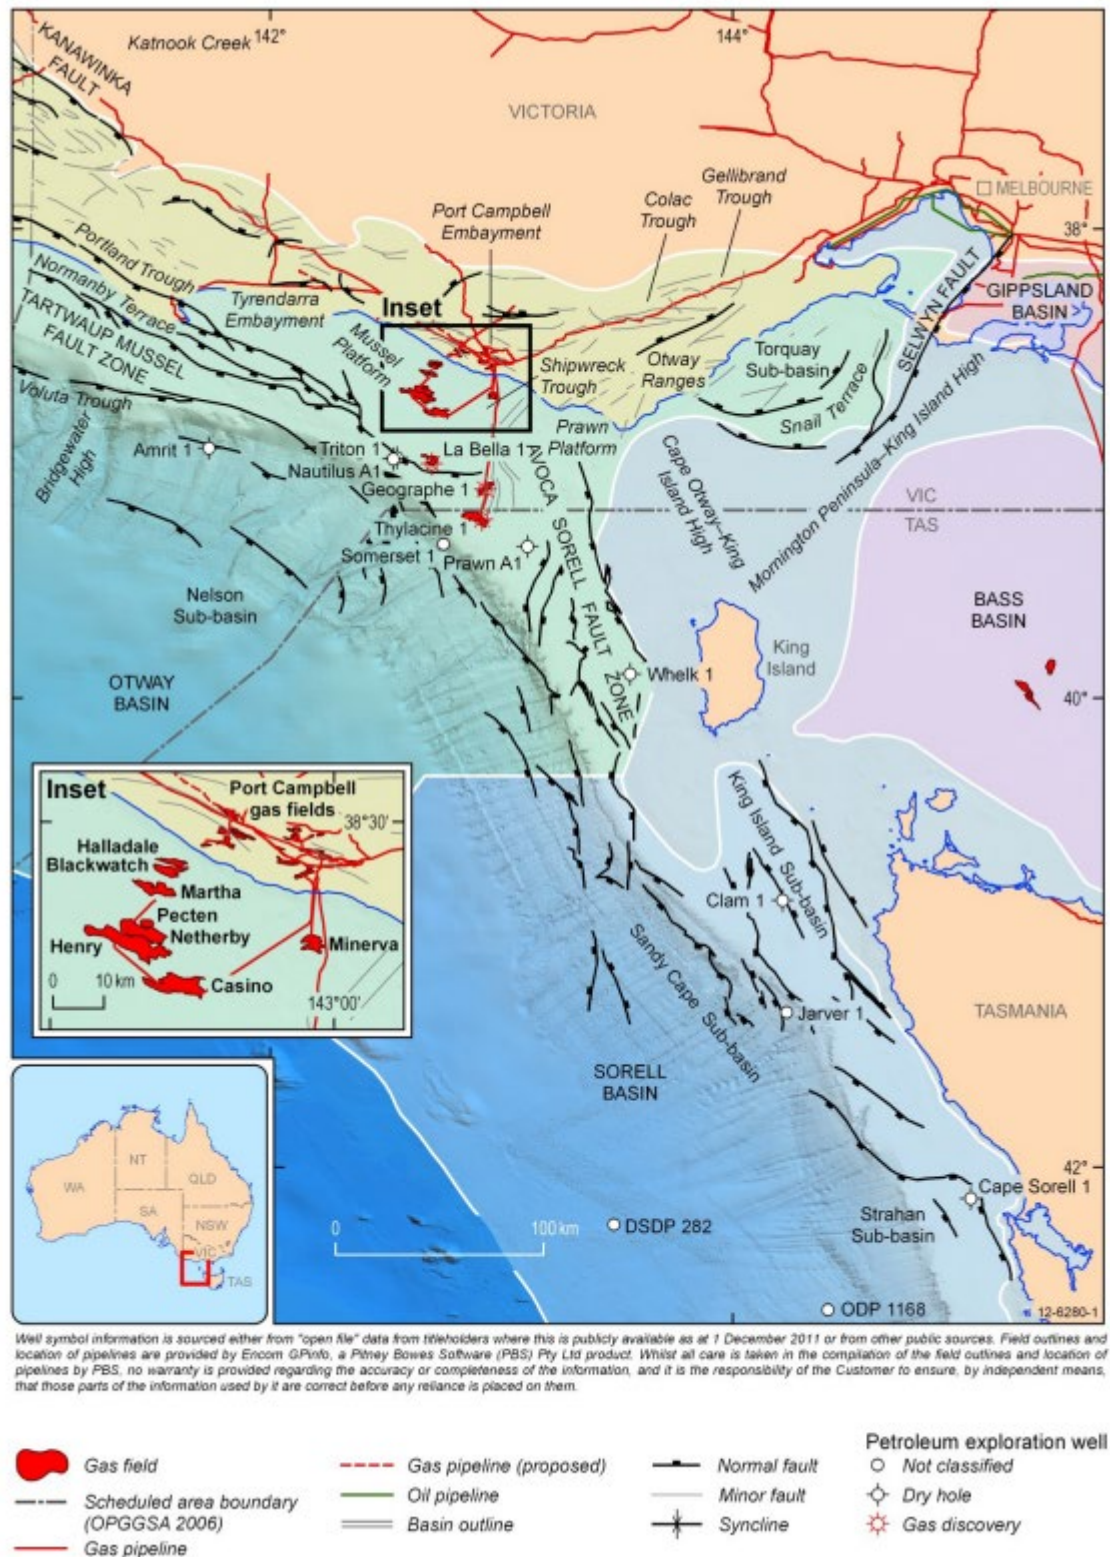 142°
144°
KANAWINKA
FAULT
Katnook Creek
VICTORIA
MELBOURNE
38°
Gellibrand
Trough
Colac
Trough
Port Campbell
Embayment
Portland Trough
Normanby Terrace
TARTWAUP MUSSEL
FAULT ZONE
Tyrendarra
Embayment
Inset
Mussel
Platform
Shipwreck
Trough
Otway
Ranges
Torquay
Sub-basin
Snail Terrace
SELWYN FAULT
GIPPSLAND
BASIN
Voluta Trough
Bridgewater
High
Prawn
Platform
Amrit 1
Triton 1
Nautilus A1
La Bella 1
Geographe 1
Thylacine 1
Somerset 1
Prawn A1
AVOCA SORELL FAULT ZONE
Cape Otway–King
Island High
Mornington Peninsula–King Island High
VIC
TAS
Nelson
Sub-basin
BASS
BASIN
King
Island
Whelk 1
OTWAY
BASIN
40°
Inset
Port Campbell
gas fields
38°30'
Halladale
Blackwatch
Martha
Pecten
Netherby
Henry
Minerva
Casino
0 10 km
143°00'
King Island Sub-basin
Clam 1
Sandy Cape Sub-basin
Jarver 1
TASMANIA
SORELL
BASIN
42°
Cape Sorell 1
Strahan
Sub-basin
DSDP 282
0 100 km
ODP 1168
12-6280-1
WA
NT
QLD
SA
NSW
VIC
TAS
Well symbol information is sourced either from "open file" data from titleholders where this is publicly available as at 1 December 2011 or from other public sources. Field outlines and
location of pipelines are provided by Encom GPinfo, a Pitney Bowes Software (PBS) Pty Ltd product. Whilst all care is taken in the compilation of the field outlines and location of
pipelines by PBS, no warranty is provided regarding the accuracy or completeness of the information, and it is the responsibility of the Customer to ensure, by independent means,
that those parts of the information used by it are correct before any reliance is placed on them.
Gas field
Scheduled area boundary
(OPGGSA 2006)
Gas pipeline
Gas pipeline (proposed)
Oil pipeline
Basin outline
Normal fault
Minor fault
Syncline
Petroleum exploration well
Not classified
Dry hole
Gas discovery